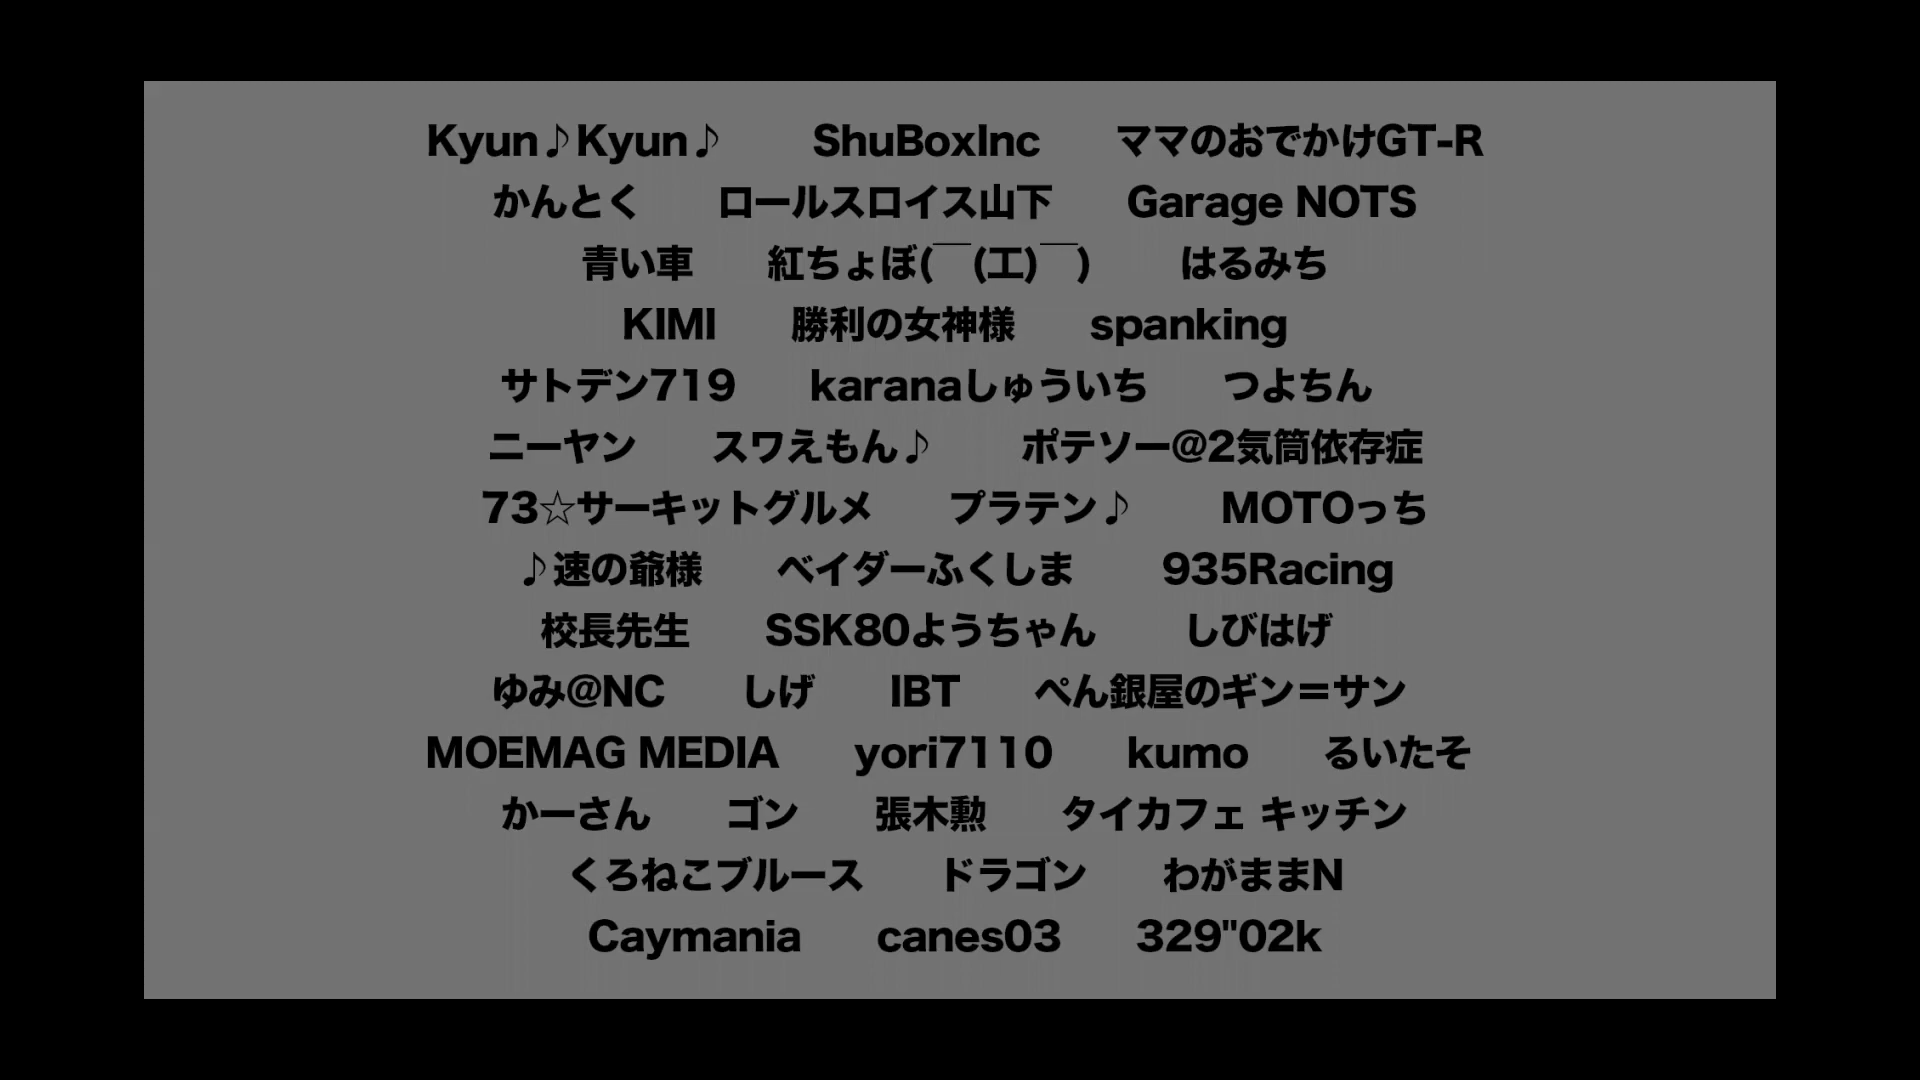 Kyun♪Kyun♪　ShuBoxInc　ママのおでかけGT-R
かんとく　ロールスロイス山下　Garage NOTS
青い車　紅ちょぼ(￣(工)￣)　はるみち
KIMI　勝利の女神様　spanking
サトデン719　karanaしゅういち　つよちん
ニーヤン　スワえもん♪　ポテソー@2気筒依存症
73☆サーキットグルメ　プラテン♪　MOTOっち
♪速の爺様　ベイダーふくしま　935Racing
校長先生　SSK80ようちゃん　しびはげ
ゆみ@NC　しげ　IBT　ぺん銀屋のギン＝サン
MOEMAG MEDIA　yori7110　kumo　るいたそ
かーさん　ゴン　張木勲　タイカフェ キッチン
くろねこブルース　ドラゴン　わがままN
Caymania　canes03　329"02k